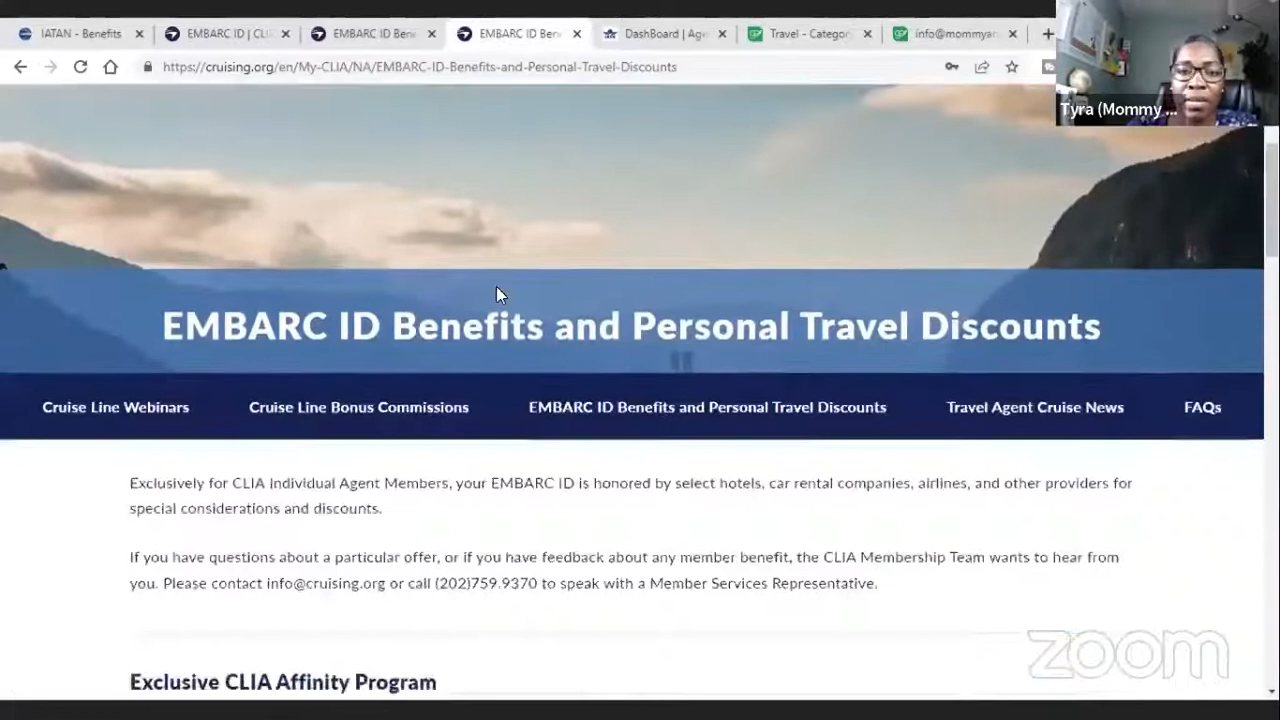 IATAN - Benefits
EMBARC ID | CLI
EMBARC ID Ben
EMBARC ID Ben
DashBoard | Age
Travel - Categor
info@mommyar
https://cruising.org/en/My-CLIA/NA/EMBARC-ID-Benefits-and-Personal-Travel-Discounts
Tyra (Mommy ...
EMBARC ID Benefits and Personal Travel Discounts
Cruise Line Webinars
Cruise Line Bonus Commissions
EMBARC ID Benefits and Personal Travel Discounts
Travel Agent Cruise News
FAQs
Exclusively for CLIA Individual Agent Members, your EMBARC ID is honored by select hotels, car rental companies, airlines, and other providers for
special considerations and discounts.
If you have questions about a particular offer, or if you have feedback about any member benefit, the CLIA Membership Team wants to hear from
you. Please contact info@cruising.org or call (202)759.9370 to speak with a Member Services Representative.
zoom
Exclusive CLIA Affinity Program